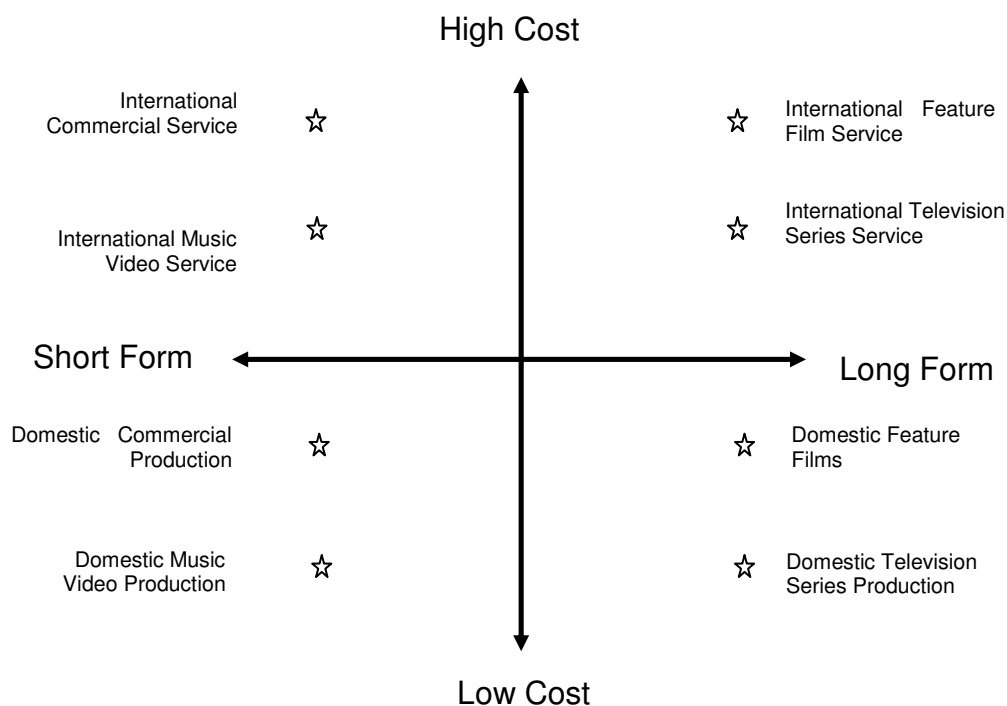 High Cost
International
Commercial Service
International Feature
Film Service
International Music
Video Service
International Television
Series Service
Short Form
Long Form
Domestic Commercial
Production
Domestic Feature
Films
Domestic Music
Video Production
Domestic Television
Series Production
Low Cost